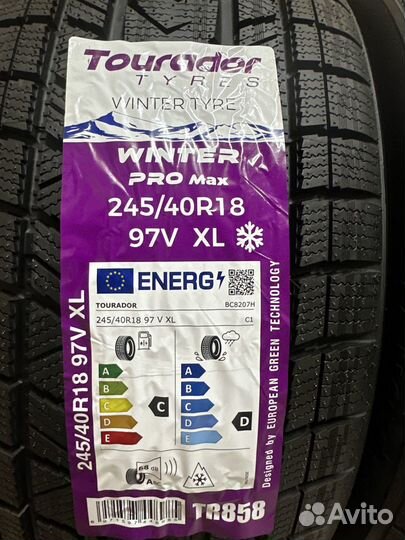 Tourador
TYRES
WINTER TYRE
WINTER
PRO Max
245/40R18
97V XL
ENERG
TOURADOR
BC8207H
245/40R18 97 V XL
C1
A
B
C
D
E
C
A
B
C
D
E
D
68 dB
A
TR858
245/40R18 97V XL
Designed by EUROPEAN GREEN TECHNOLOGY
Avito